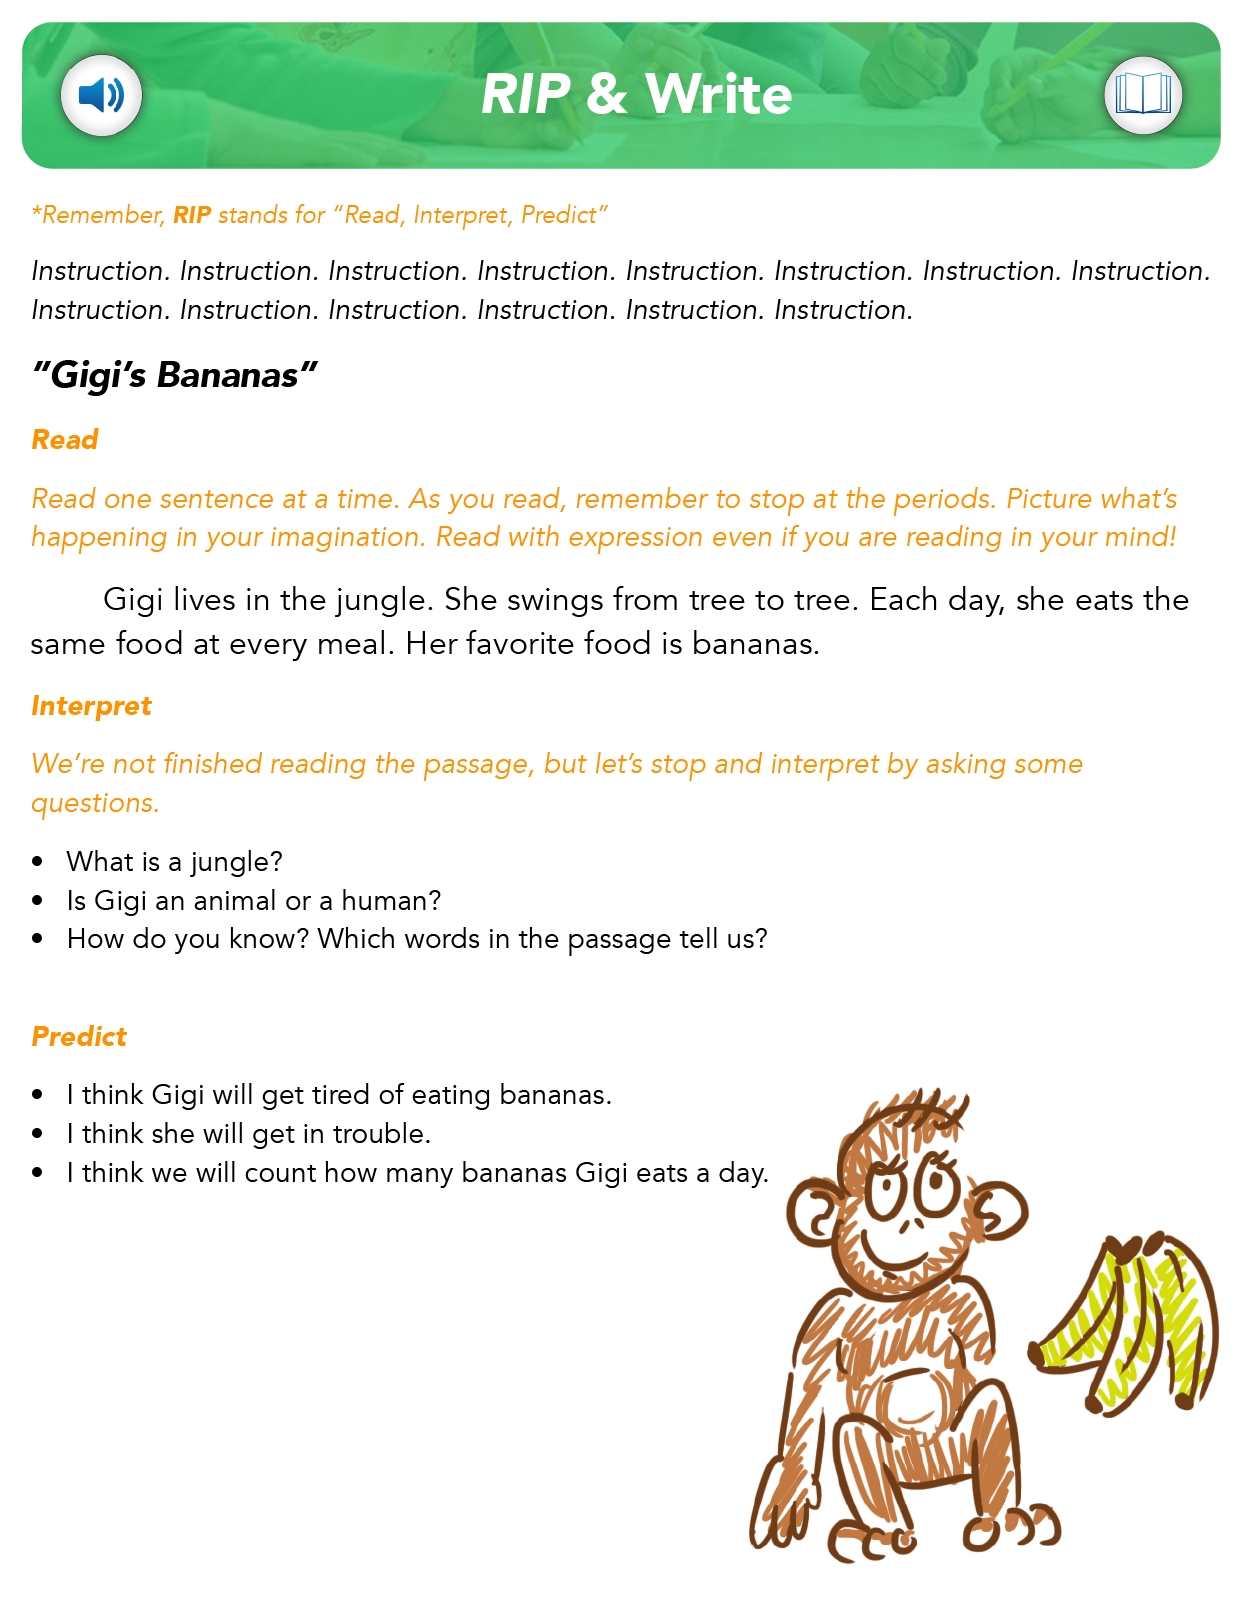 RIP & Write
*Remember, RIP stands for “Read, Interpret, Predict”
Instruction. Instruction. Instruction. Instruction. Instruction. Instruction. Instruction. Instruction.
Instruction. Instruction. Instruction. Instruction. Instruction. Instruction.
”Gigi’s Bananas”
Read
Read one sentence at a time. As you read, remember to stop at the periods. Picture what’s
happening in your imagination. Read with expression even if you are reading in your mind!
Gigi lives in the jungle. She swings from tree to tree. Each day, she eats the
same food at every meal. Her favorite food is bananas.
Interpret
We’re not finished reading the passage, but let’s stop and interpret by asking some
questions.
• What is a jungle?
• Is Gigi an animal or a human?
• How do you know? Which words in the passage tell us?
Predict
• I think Gigi will get tired of eating bananas.
• I think she will get in trouble.
• I think we will count how many bananas Gigi eats a day.